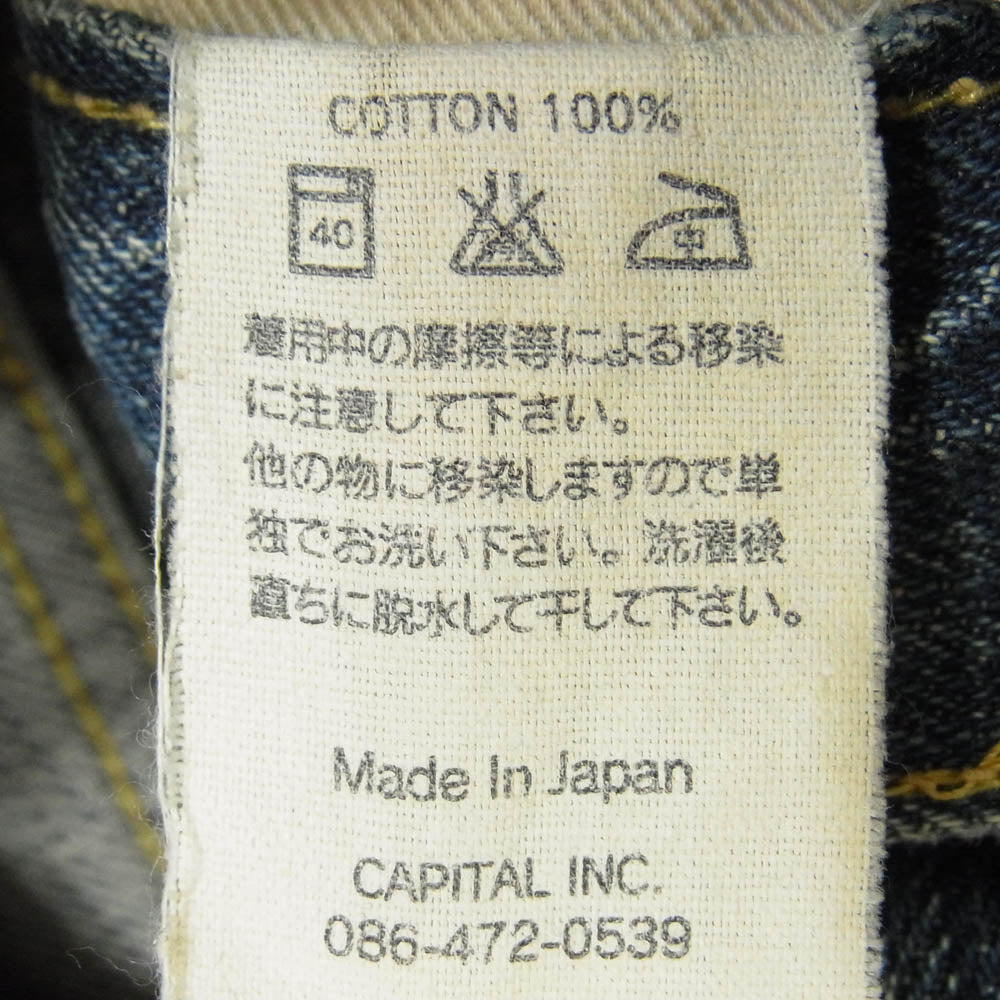 COTTON 100%
40 中
着用中の摩擦等による移染
に注意して下さい。
他の物に移染しますので単
独でお洗い下さい。洗濯後
直ちに脱水して干して下さい。
Made In Japan
CAPITAL INC.
086-472-0539